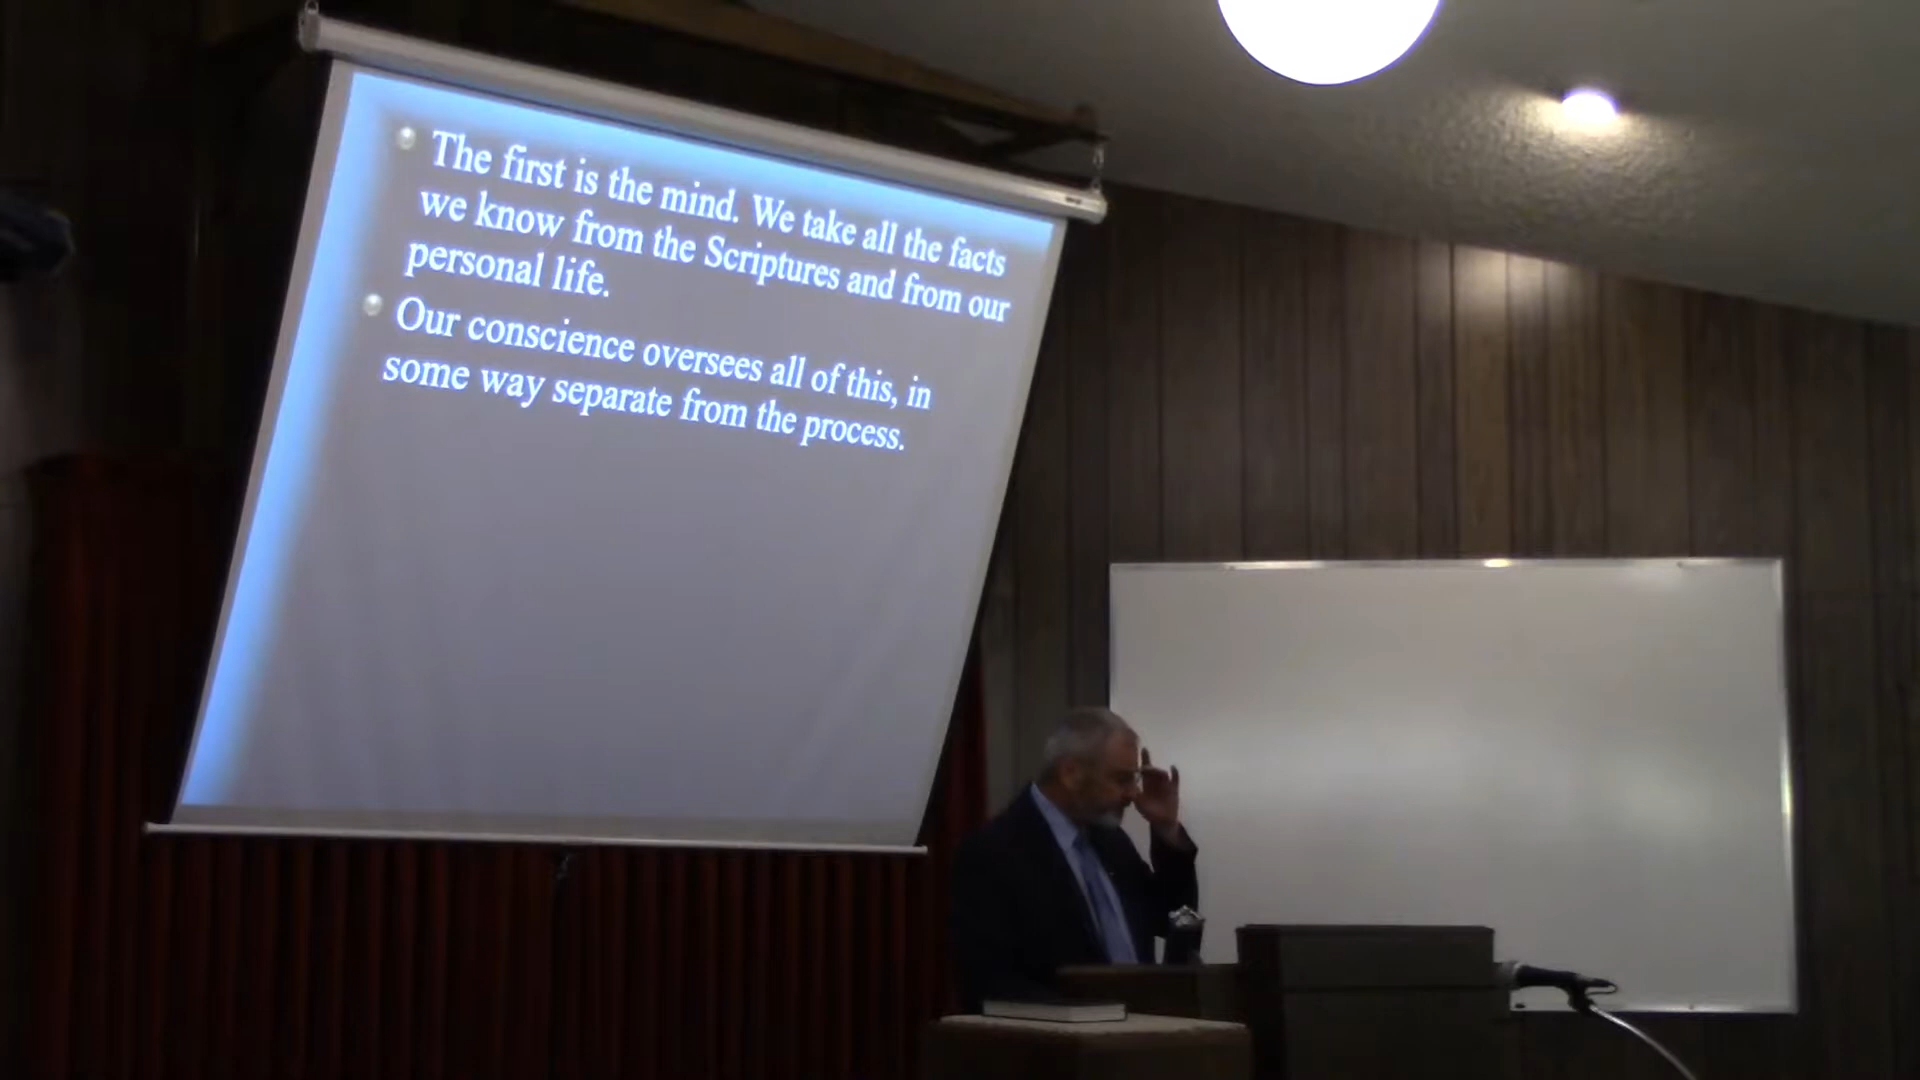 The first is the mind. We take all the facts
we know from the Scriptures and from our
personal life.
Our conscience oversees all of this, in
some way separate from the process.